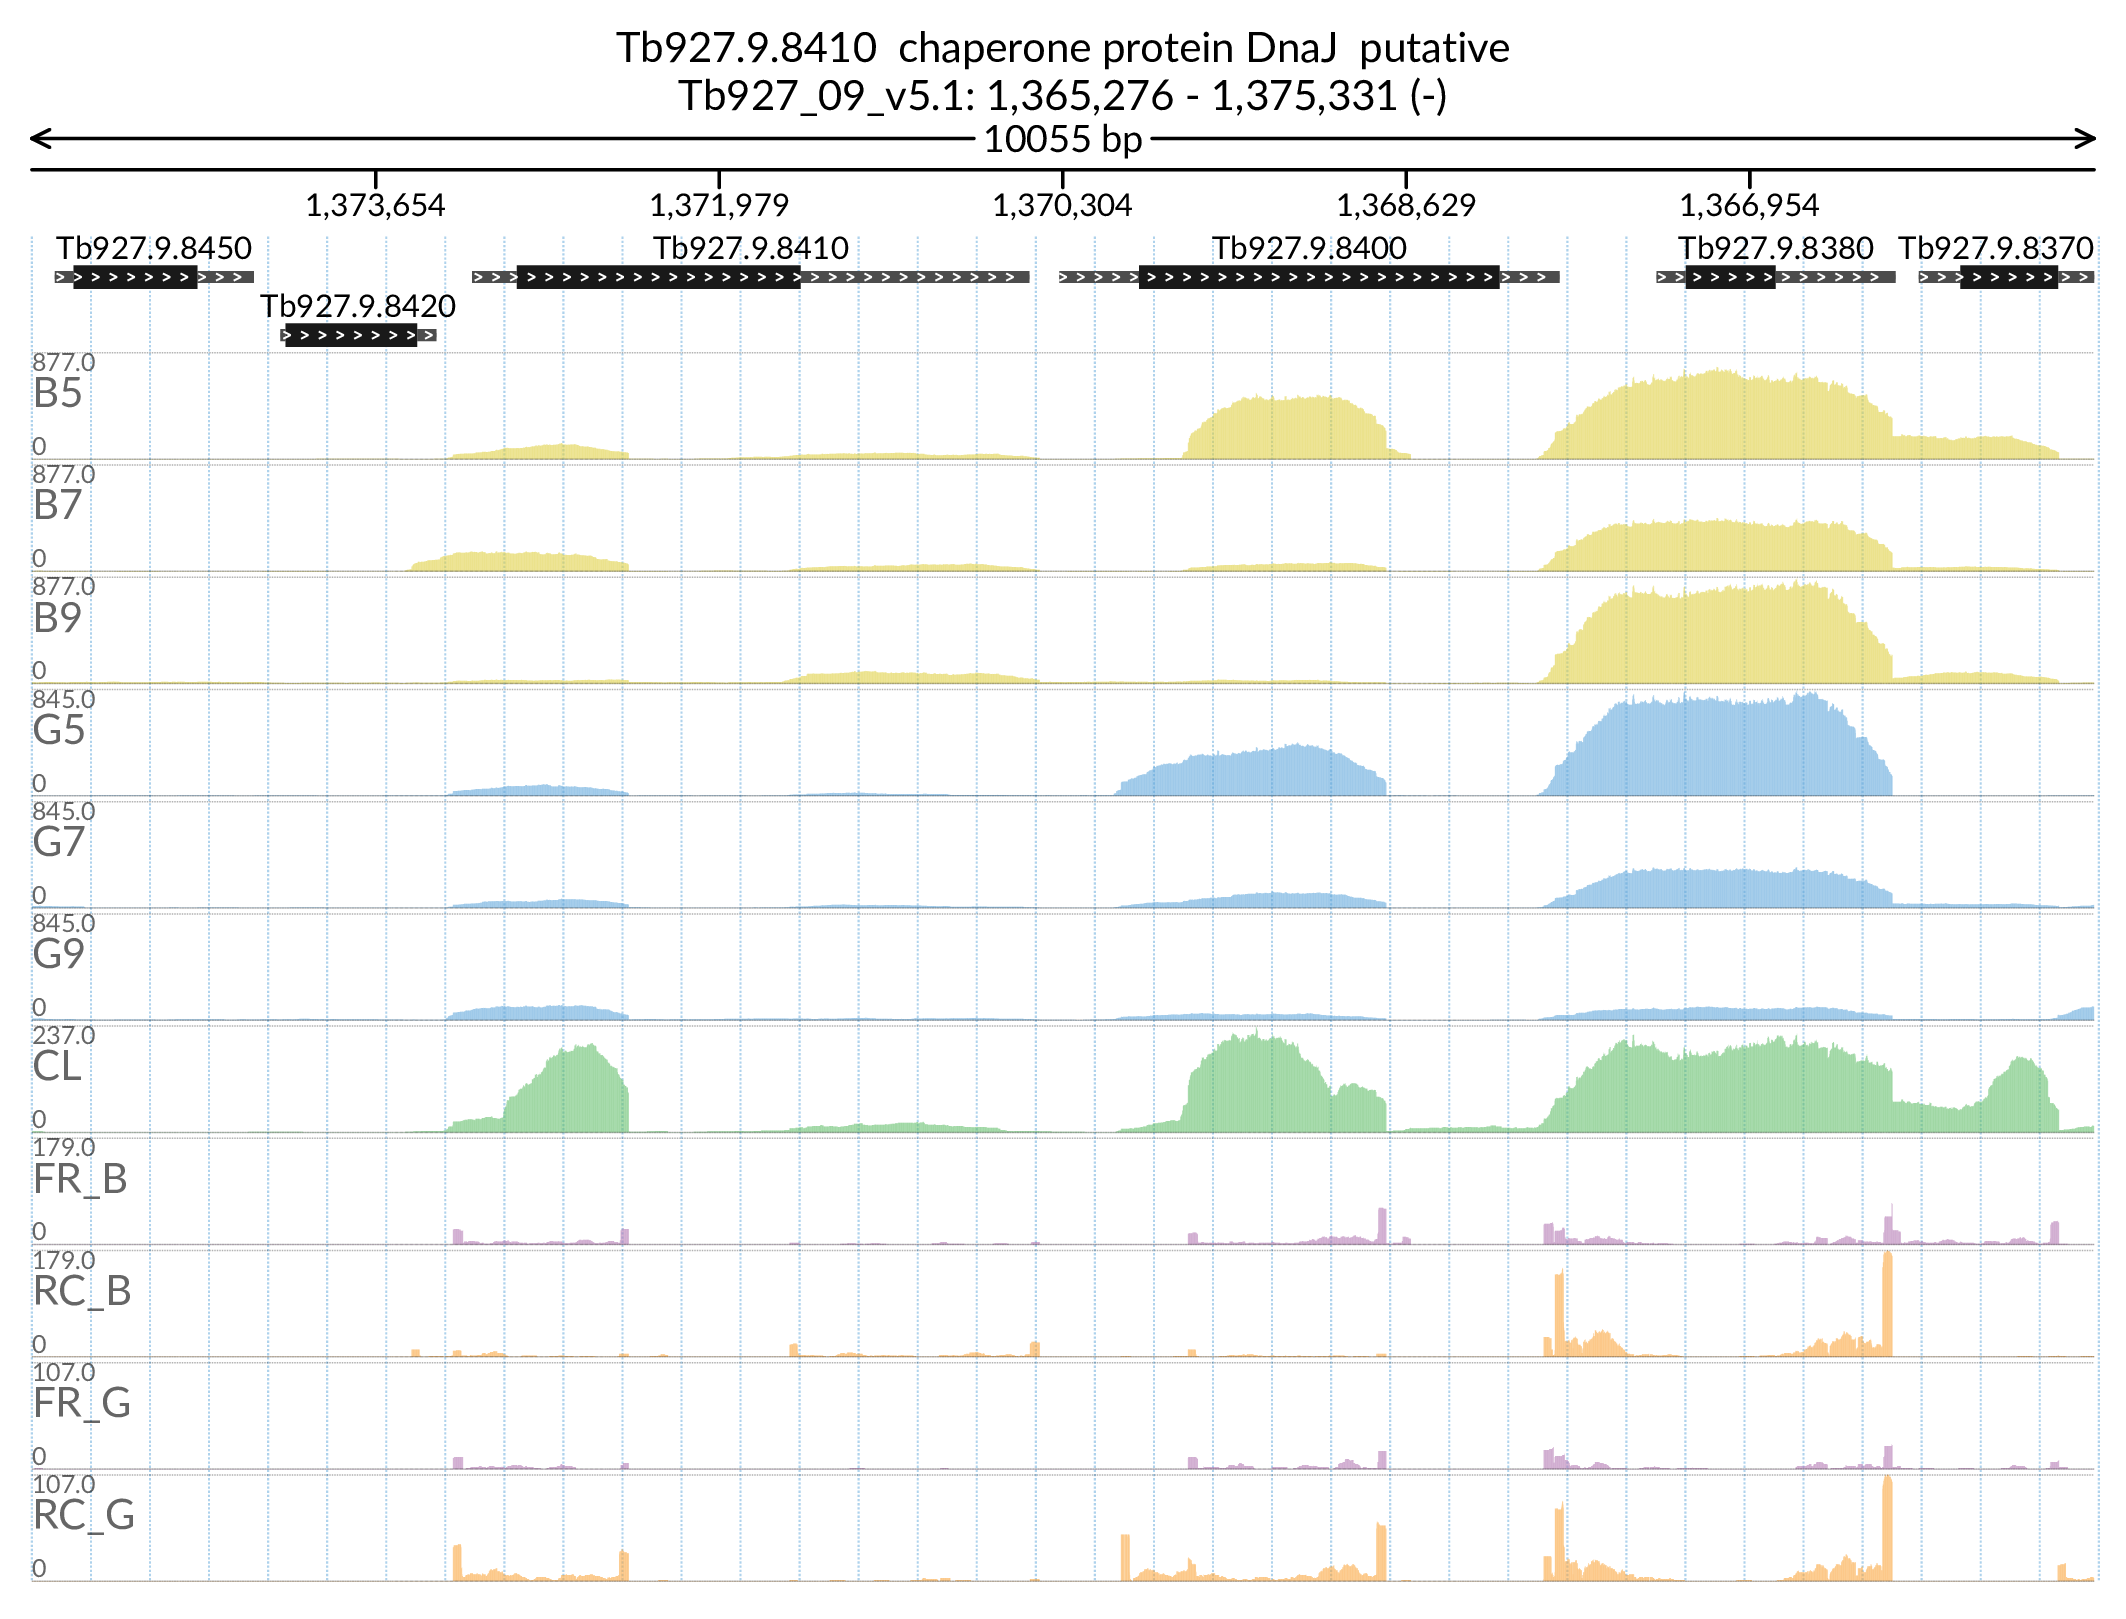 Tb927.9.8410  chaperone protein DnaJ  putative
Tb927_09_v5.1: 1,365,276 - 1,375,331 (-)
10055 bp
1,373,654 1,371,979 1,370,304 1,368,629 1,366,954
Tb927.9.8450 Tb927.9.8410 Tb927.9.8400 Tb927.9.8380 Tb927.9.8370
Tb927.9.8420
877.0
B5
0
877.0
B7
0
877.0
B9
0
845.0
G5
0
845.0
G7
0
845.0
G9
0
237.0
CL
0
179.0
FR_B
0
179.0
RC_B
0
107.0
FR_G
0
107.0
RC_G
0